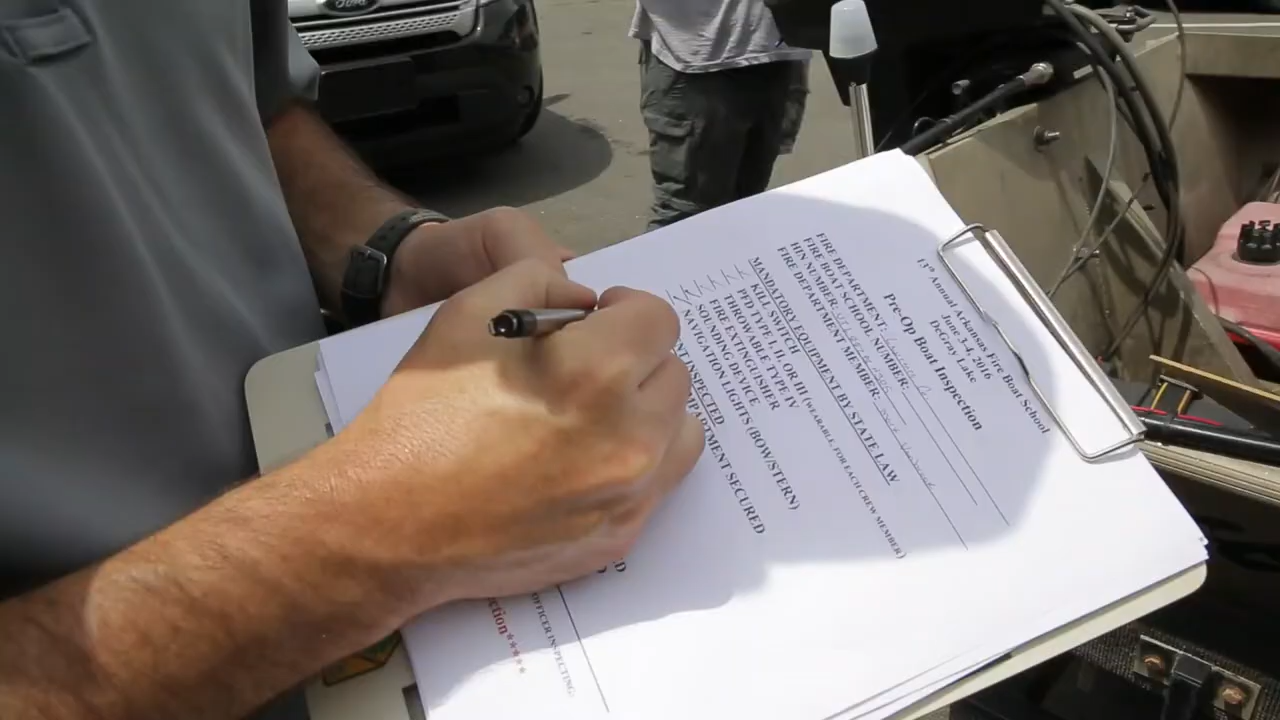 Ford
13th Annual Arkansas Fire Boat School
June 3-4, 2016
DeGray Lake
Pre-Op Boat Inspection
FIRE DEPARTMENT:
FIRE BOAT SCHOOL NUMBER:
HIN NUMBER:
FIRE DEPARTMENT MEMBER:
MANDATORY EQUIPMENT BY STATE LAW
KILL SWITCH
PFD TYPE I, II, OR III (WEARABLE, FOR EACH CREW MEMBER)
THROWABLE TYPE IV
FIRE EXTINGUISHER
SOUNDING DEVICE
NAVIGATION LIGHTS (BOW/STERN)
INSPECTED
SECURED
OFFICER INSPECTING: